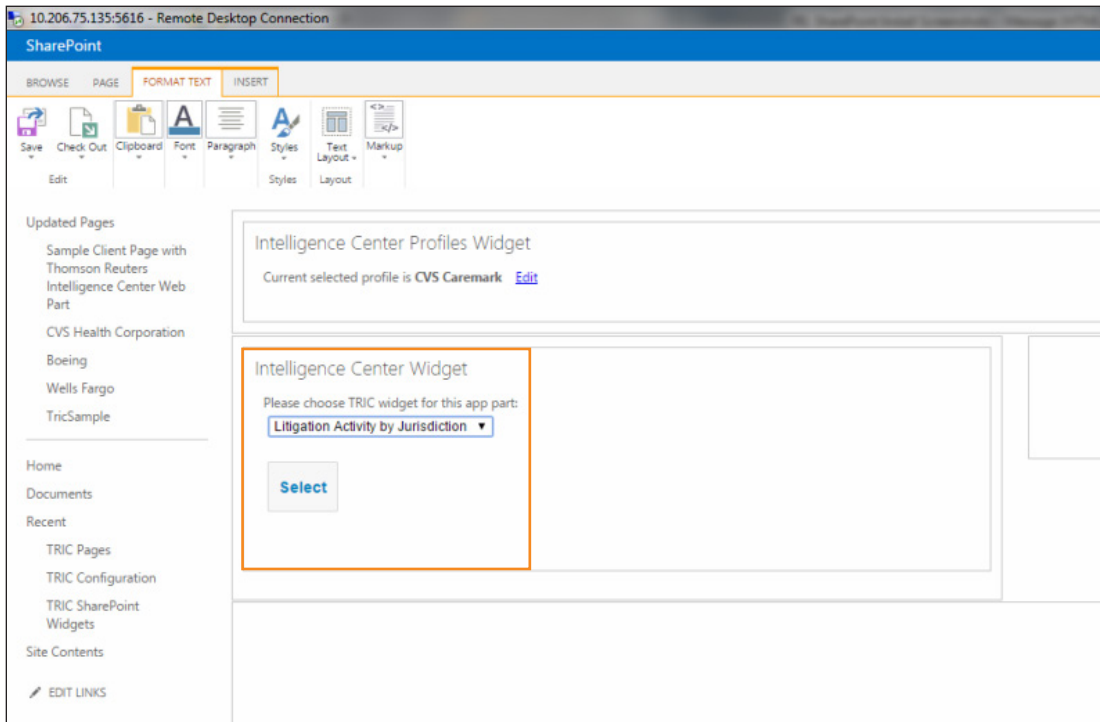 10.206.75.135:5616 - Remote Desktop Connection
SharePoint
BROWSE PAGE FORMAT TEXT INSERT
Save Check Out Clipboard Font Paragraph Styles Text Layout Markup
Edit Styles Layout
Updated Pages
Sample Client Page with
Thomson Reuters
Intelligence Center Web
Part
CVS Health Corporation
Boeing
Wells Fargo
TricSample
Home
Documents
Recent
TRIC Pages
TRIC Configuration
TRIC SharePoint
Widgets
Site Contents
EDIT LINKS
Intelligence Center Profiles Widget
Current selected profile is CVS Caremark Edit
Intelligence Center Widget
Please choose TRIC widget for this app part:
Litigation Activity by Jurisdiction
Select